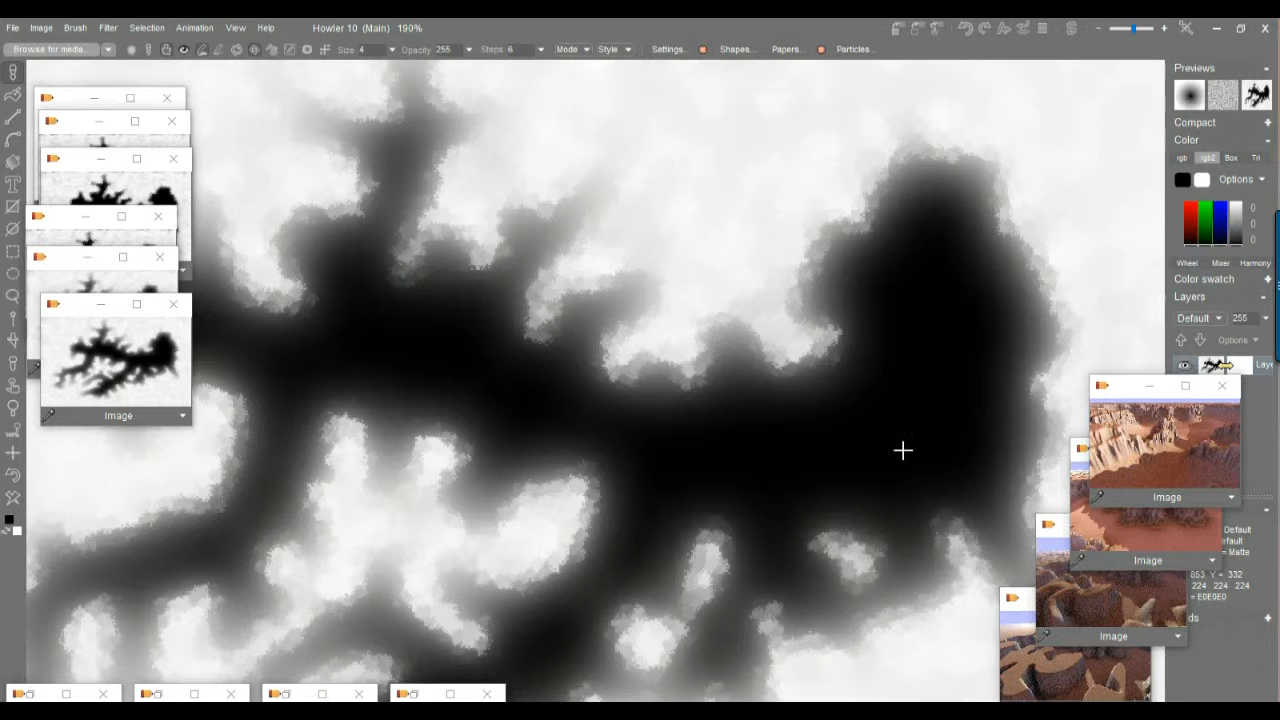 File Image Brush Filter Selection Animation View Help Howler 10 (Main) 190%
Browse for media... Size 4 Opacity 255 Steps 6 Mode Style Settings... Shapes... Papers... Particles...
Previews
Compact
Color
rgb rgb2 Box Tri
Options
0
0
0
Wheel Mixer Harmony
Color swatch
Layers
Default 255
Options
Laye
Image
Image
Image
Image
Default
efault
= Matte
853 Y = 332
224 224 224
= E0E0E0
ds